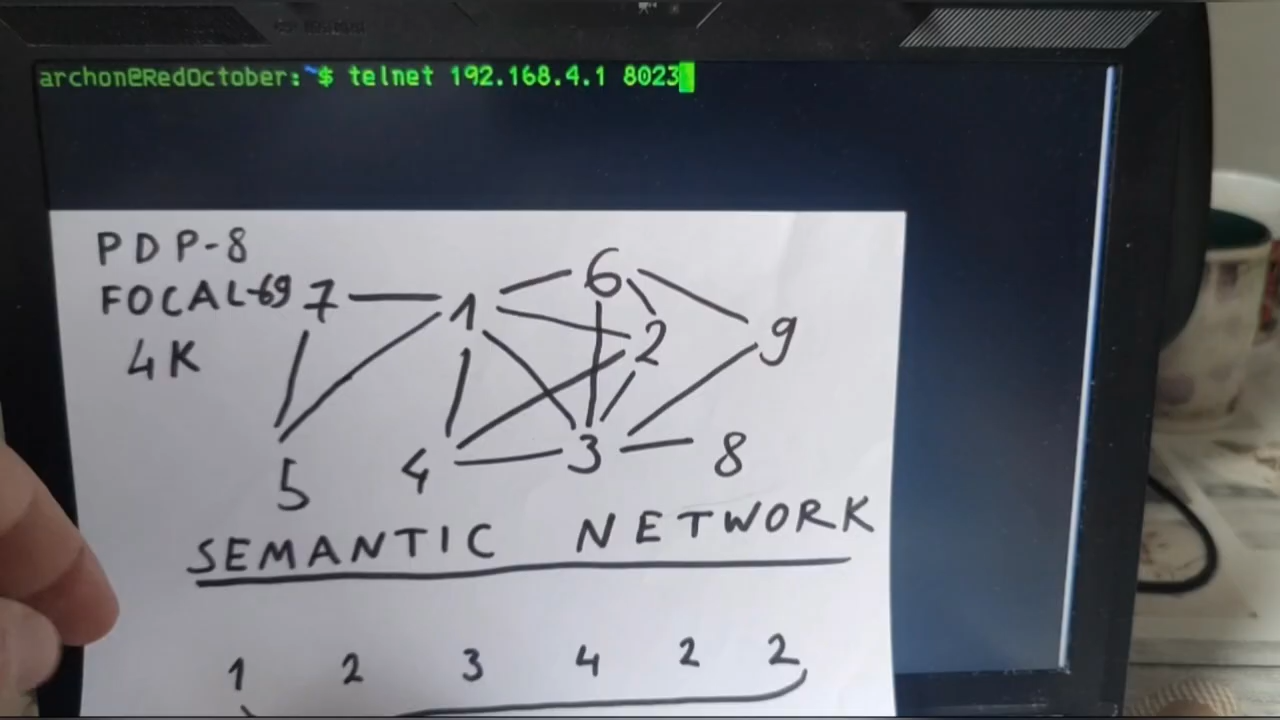 archon@RedOctober:~$ telnet 192.168.4.1 8023
PDP-8
FOCAL-69
4K
7 1 6 2 9
5 4 3 8
SEMANTIC NETWORK
1 2 3 4 2 2